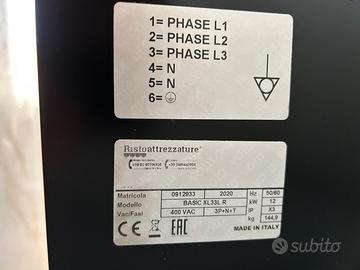 1= PHASE L1
2= PHASE L2
3= PHASE L3
4= N
5= N
6=
Ristoattrezzature
Matricola 0912933 2020 Hz 50/60
Modello BASIC XL33L R kW 12
Vac/Fasi 400 VAC 3P+N+T IP X3
kg 144,9
CE EAC MADE IN ITALY
subito